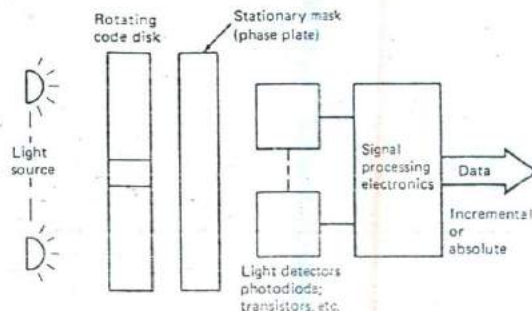 Rotating
code disk
Stationary mask
(phase plate)
Light
source
Signal
processing
electronics
Data
Incremental
or
absolute
Light detectors
photodiods;
transistors, etc.